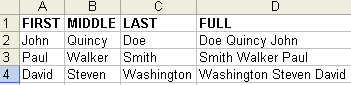 A B C D
1 FIRST MIDDLE LAST FULL
2 John Quincy Doe Doe Quincy John
3 Paul Walker Smith Smith Walker Paul
4 David Steven Washington Washington Steven David